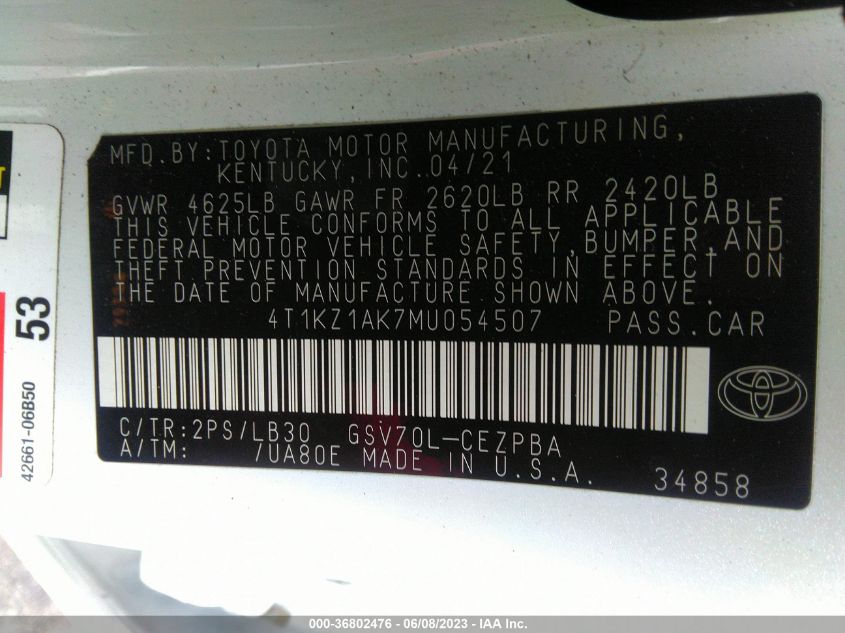 MFD.BY:TOYOTA MOTOR MANUFACTURING,
KENTUCKY,INC.04/21
GVWR 4625LB GAWR FR 2620LB RR 2420LB
THIS VEHICLE CONFORMS TO ALL APPLICABLE
FEDERAL MOTOR VEHICLE SAFETY,BUMPER,AND
THEFT PREVENTION STANDARDS IN EFFECT ON
THE DATE OF MANUFACTURE SHOWN ABOVE.
4T1KZ1AK7MU054507 PASS.CAR
C/TR:2PS/LB30 GSV70L-CEZPBA
A/TM: /UA80E MADE IN U.S.A.
34858
53
42661-06B50
000-36802476 - 06/08/2023 - IAA Inc.